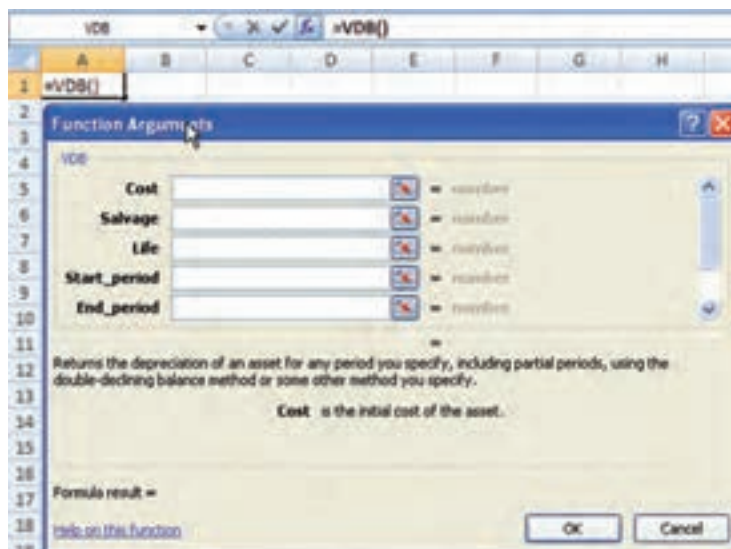 VDB =VDB()
A B C D E F G H
1 =VDB()
2
3 Function Arguments
4 VDB
5 Cost = number
6 Salvage = number
7 Life = number
8 Start_period = number
9 End_period = number
10
11 =
12 Returns the depreciation of an asset for any period you specify, including partial periods, using the
double-declining balance method or some other method you specify.
13
14 Cost is the initial cost of the asset.
15
16
17 Formula result =
18 Help on this function OK Cancel